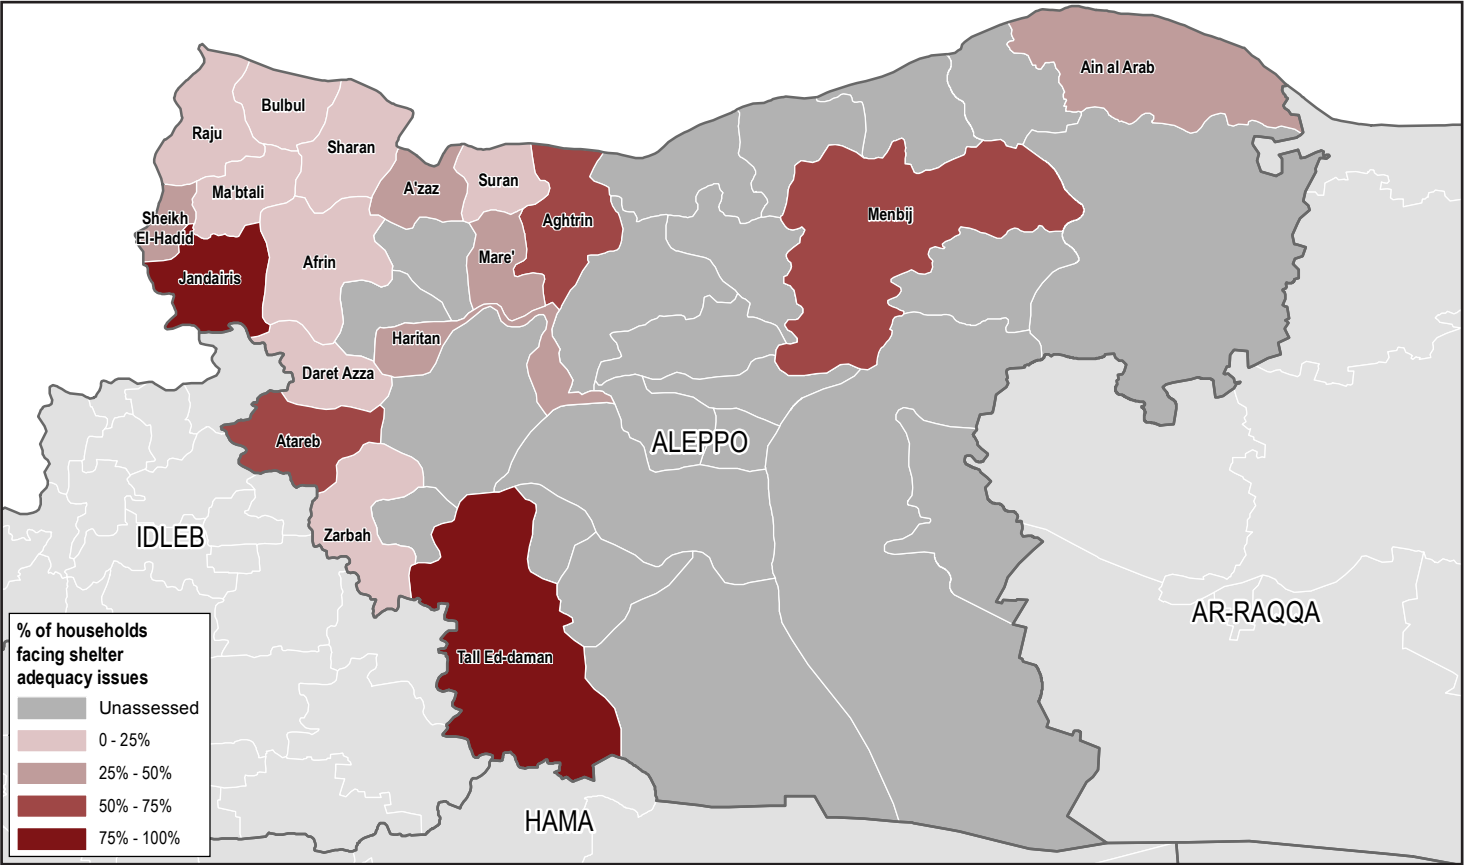 Ain al Arab
Bulbul
Raju
Sharan
Ma'btali
A'zaz
Suran
Sheikh
El-Hadid
Aghtrin
Menbij
Jandairis
Afrin
Mare'
Haritan
Daret Azza
Atareb
ALEPPO
IDLEB
Zarbah
AR-RAQQA
Tall Ed-daman
HAMA
% of households
facing shelter
adequacy issues
Unassessed
0 - 25%
25% - 50%
50% - 75%
75% - 100%